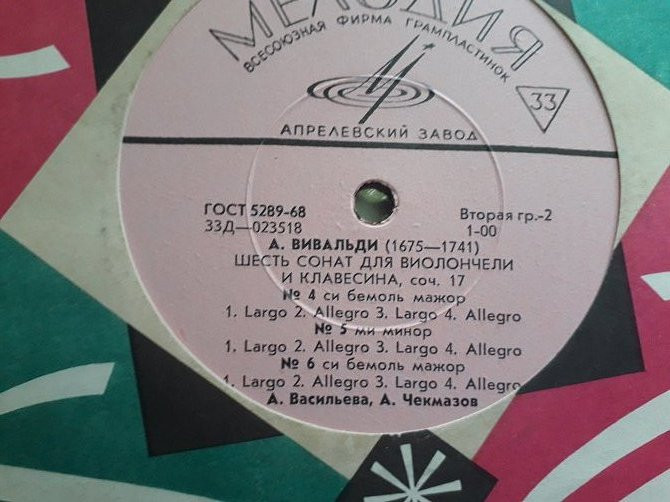 МЕЛОДИЯ
ВСЕСОЮЗНАЯ ФИРМА ГРАМПЛАСТИНОК
33
АПРЕЛЕВСКИЙ ЗАВОД
ГОСТ 5289-68 Вторая гр.-2
33Д—023518 1-00
А. ВИВАЛЬДИ (1675—1741)
ШЕСТЬ СОНАТ ДЛЯ ВИОЛОНЧЕЛИ
И КЛАВЕСИНА, соч. 17
№ 4 си бемоль мажор
1. Largo 2. Allegro 3. Largo 4. Allegro
№ 5 ми минор
1. Largo 2. Allegro 3. Largo 4. Allegro
№ 6 си бемоль мажор
1. Largo 2. Allegro 3. Largo 4. Allegro
А. Васильева, А. Чекмазов